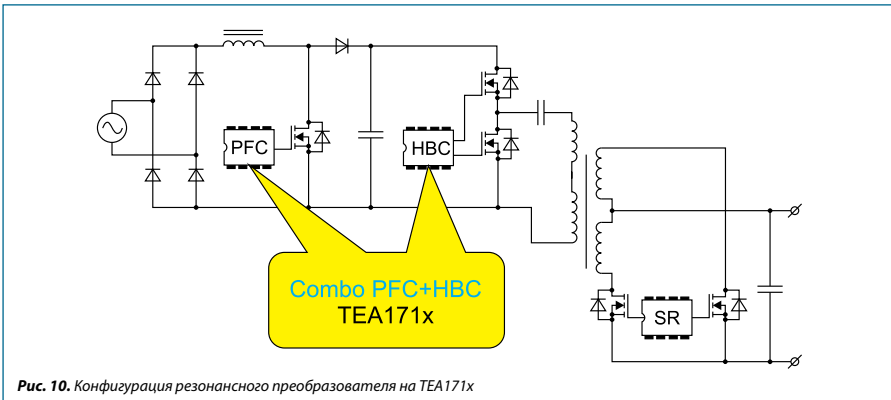 PFC
HBC
Combo PFC+HBC
TEA171x
SR
Рис. 10. Конфигурация резонансного преобразователя на TEA171x